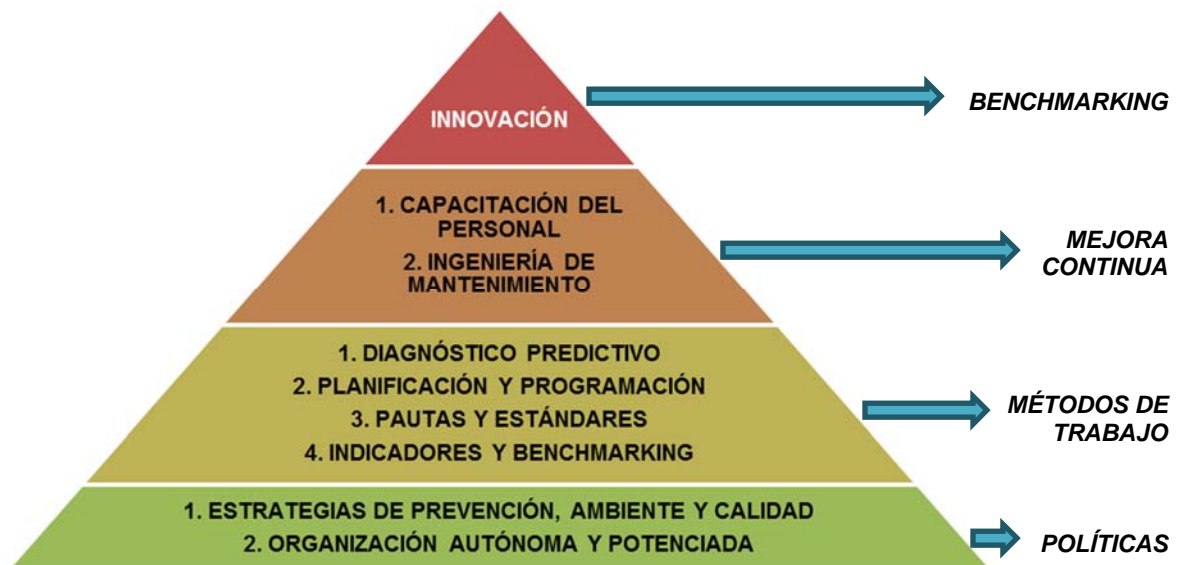 INNOVACIÓN
BENCHMARKING
1. CAPACITACIÓN DEL
PERSONAL
2. INGENIERÍA DE
MANTENIMIENTO
MEJORA
CONTINUA
1. DIAGNÓSTICO PREDICTIVO
2. PLANIFICACIÓN Y PROGRAMACIÓN
3. PAUTAS Y ESTÁNDARES
4. INDICADORES Y BENCHMARKING
MÉTODOS DE
TRABAJO
1. ESTRATEGIAS DE PREVENCIÓN, AMBIENTE Y CALIDAD
2. ORGANIZACIÓN AUTÓNOMA Y POTENCIADA
POLÍTICAS